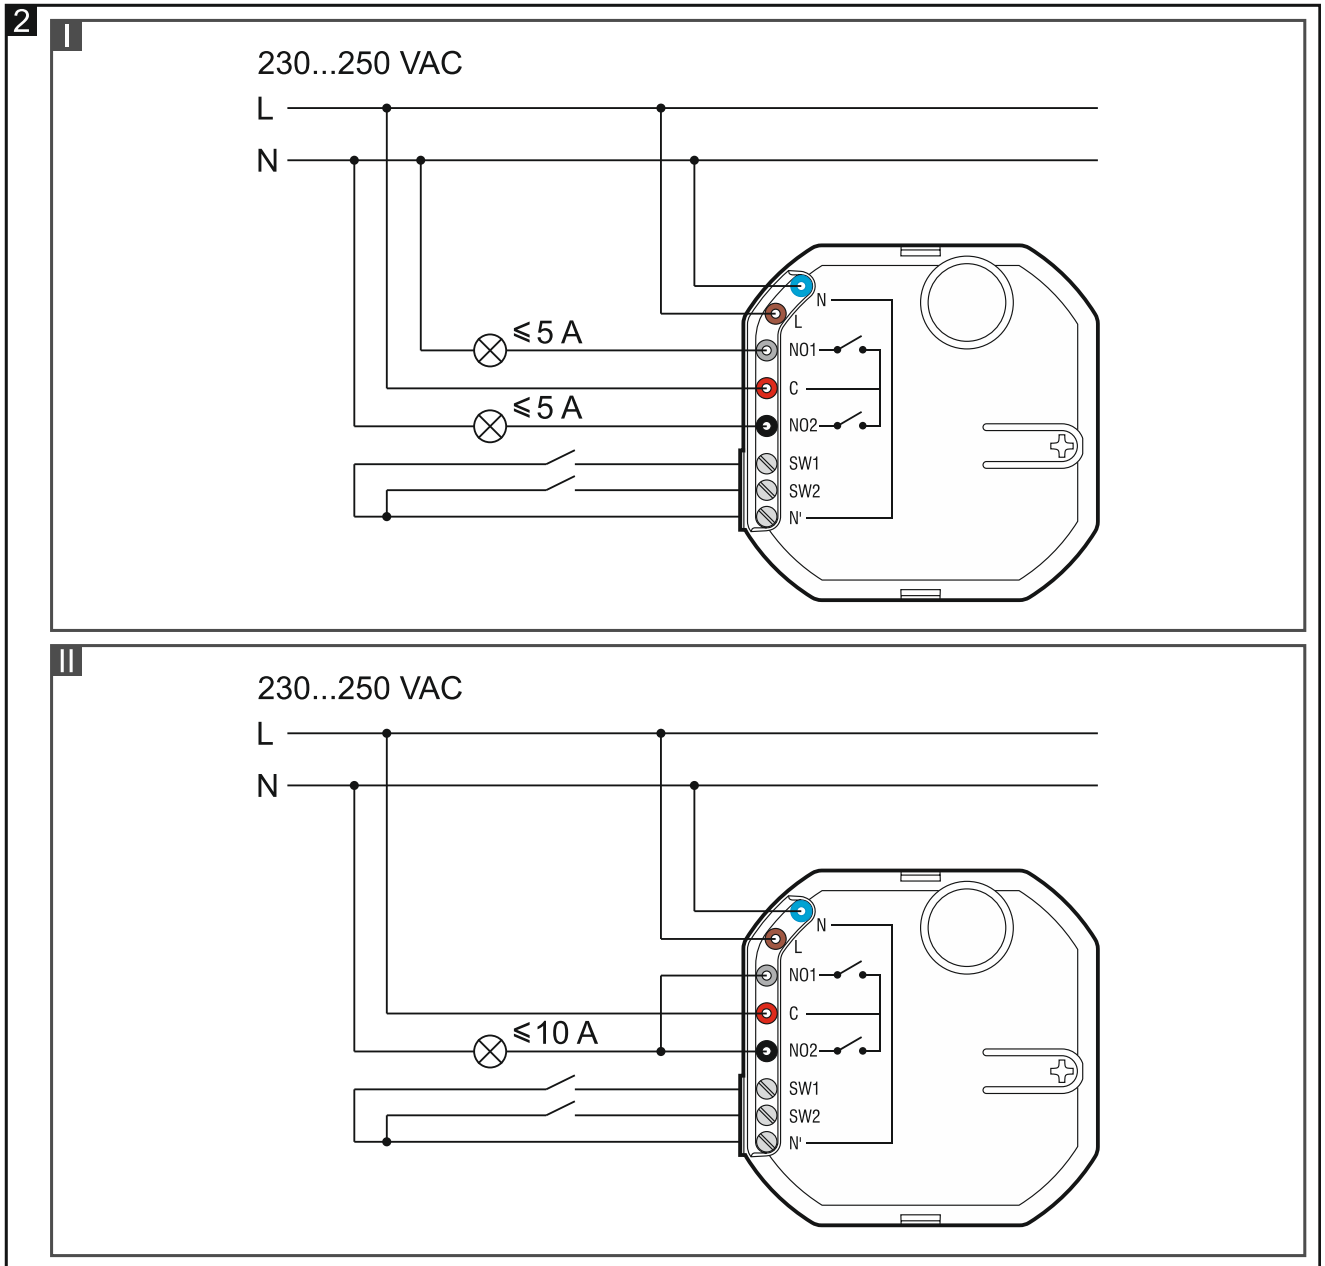 2
I
230...250 VAC
L
N
⩽ 5 A
⩽ 5 A
N
L
NO1
C
NO2
SW1
SW2
N'
II
230...250 VAC
L
N
⩽ 10 A
N
L
NO1
C
NO2
SW1
SW2
N'